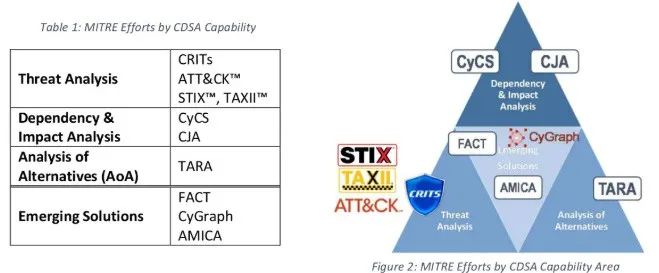 Table 1: MITRE Efforts by CDSA Capability
Threat Analysis
CRITs
ATT&CK™
STIX™, TAXII™
Dependency &
Impact Analysis
CyCS
CJA
Analysis of
Alternatives (AoA)
TARA
Emerging Solutions
FACT
CyGraph
AMICA
CyCS
CJA
Dependency
& Impact
Analysis
FACT
CyGraph
Emerging
Solutions
STIX
TAXII
ATT&CK™
CRITS
AMICA
TARA
Threat
Analysis
Analysis of
Alternatives
Figure 2: MITRE Efforts by CDSA Capability Area